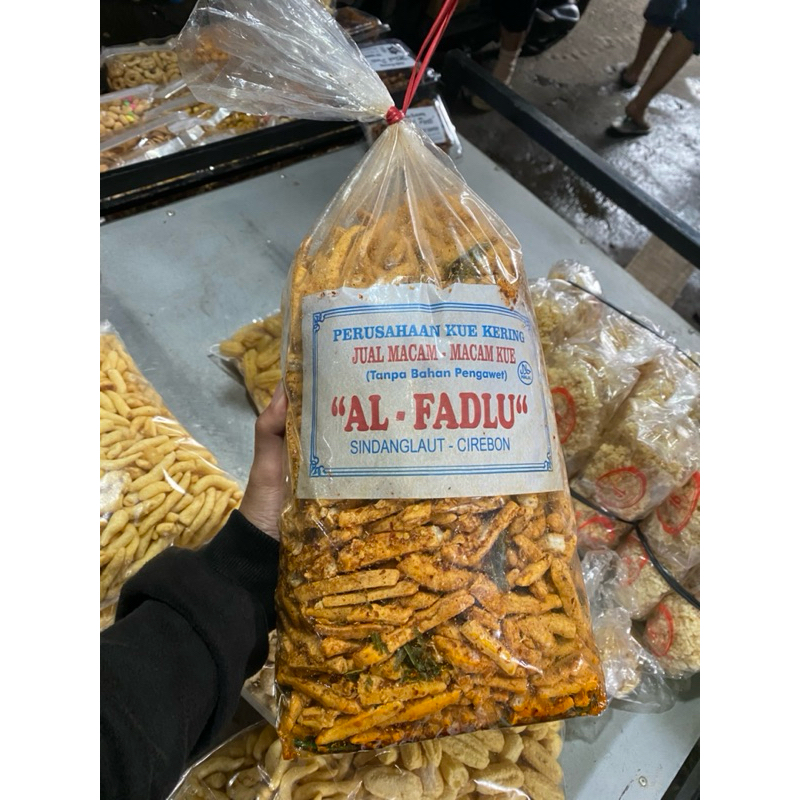 PERUSAHAAN KUE KERING
JUAL MACAM - MACAM KUE
(Tanpa Bahan Pengawet)
"AL - FADLU"
SINDANGLAUT - CIREBON